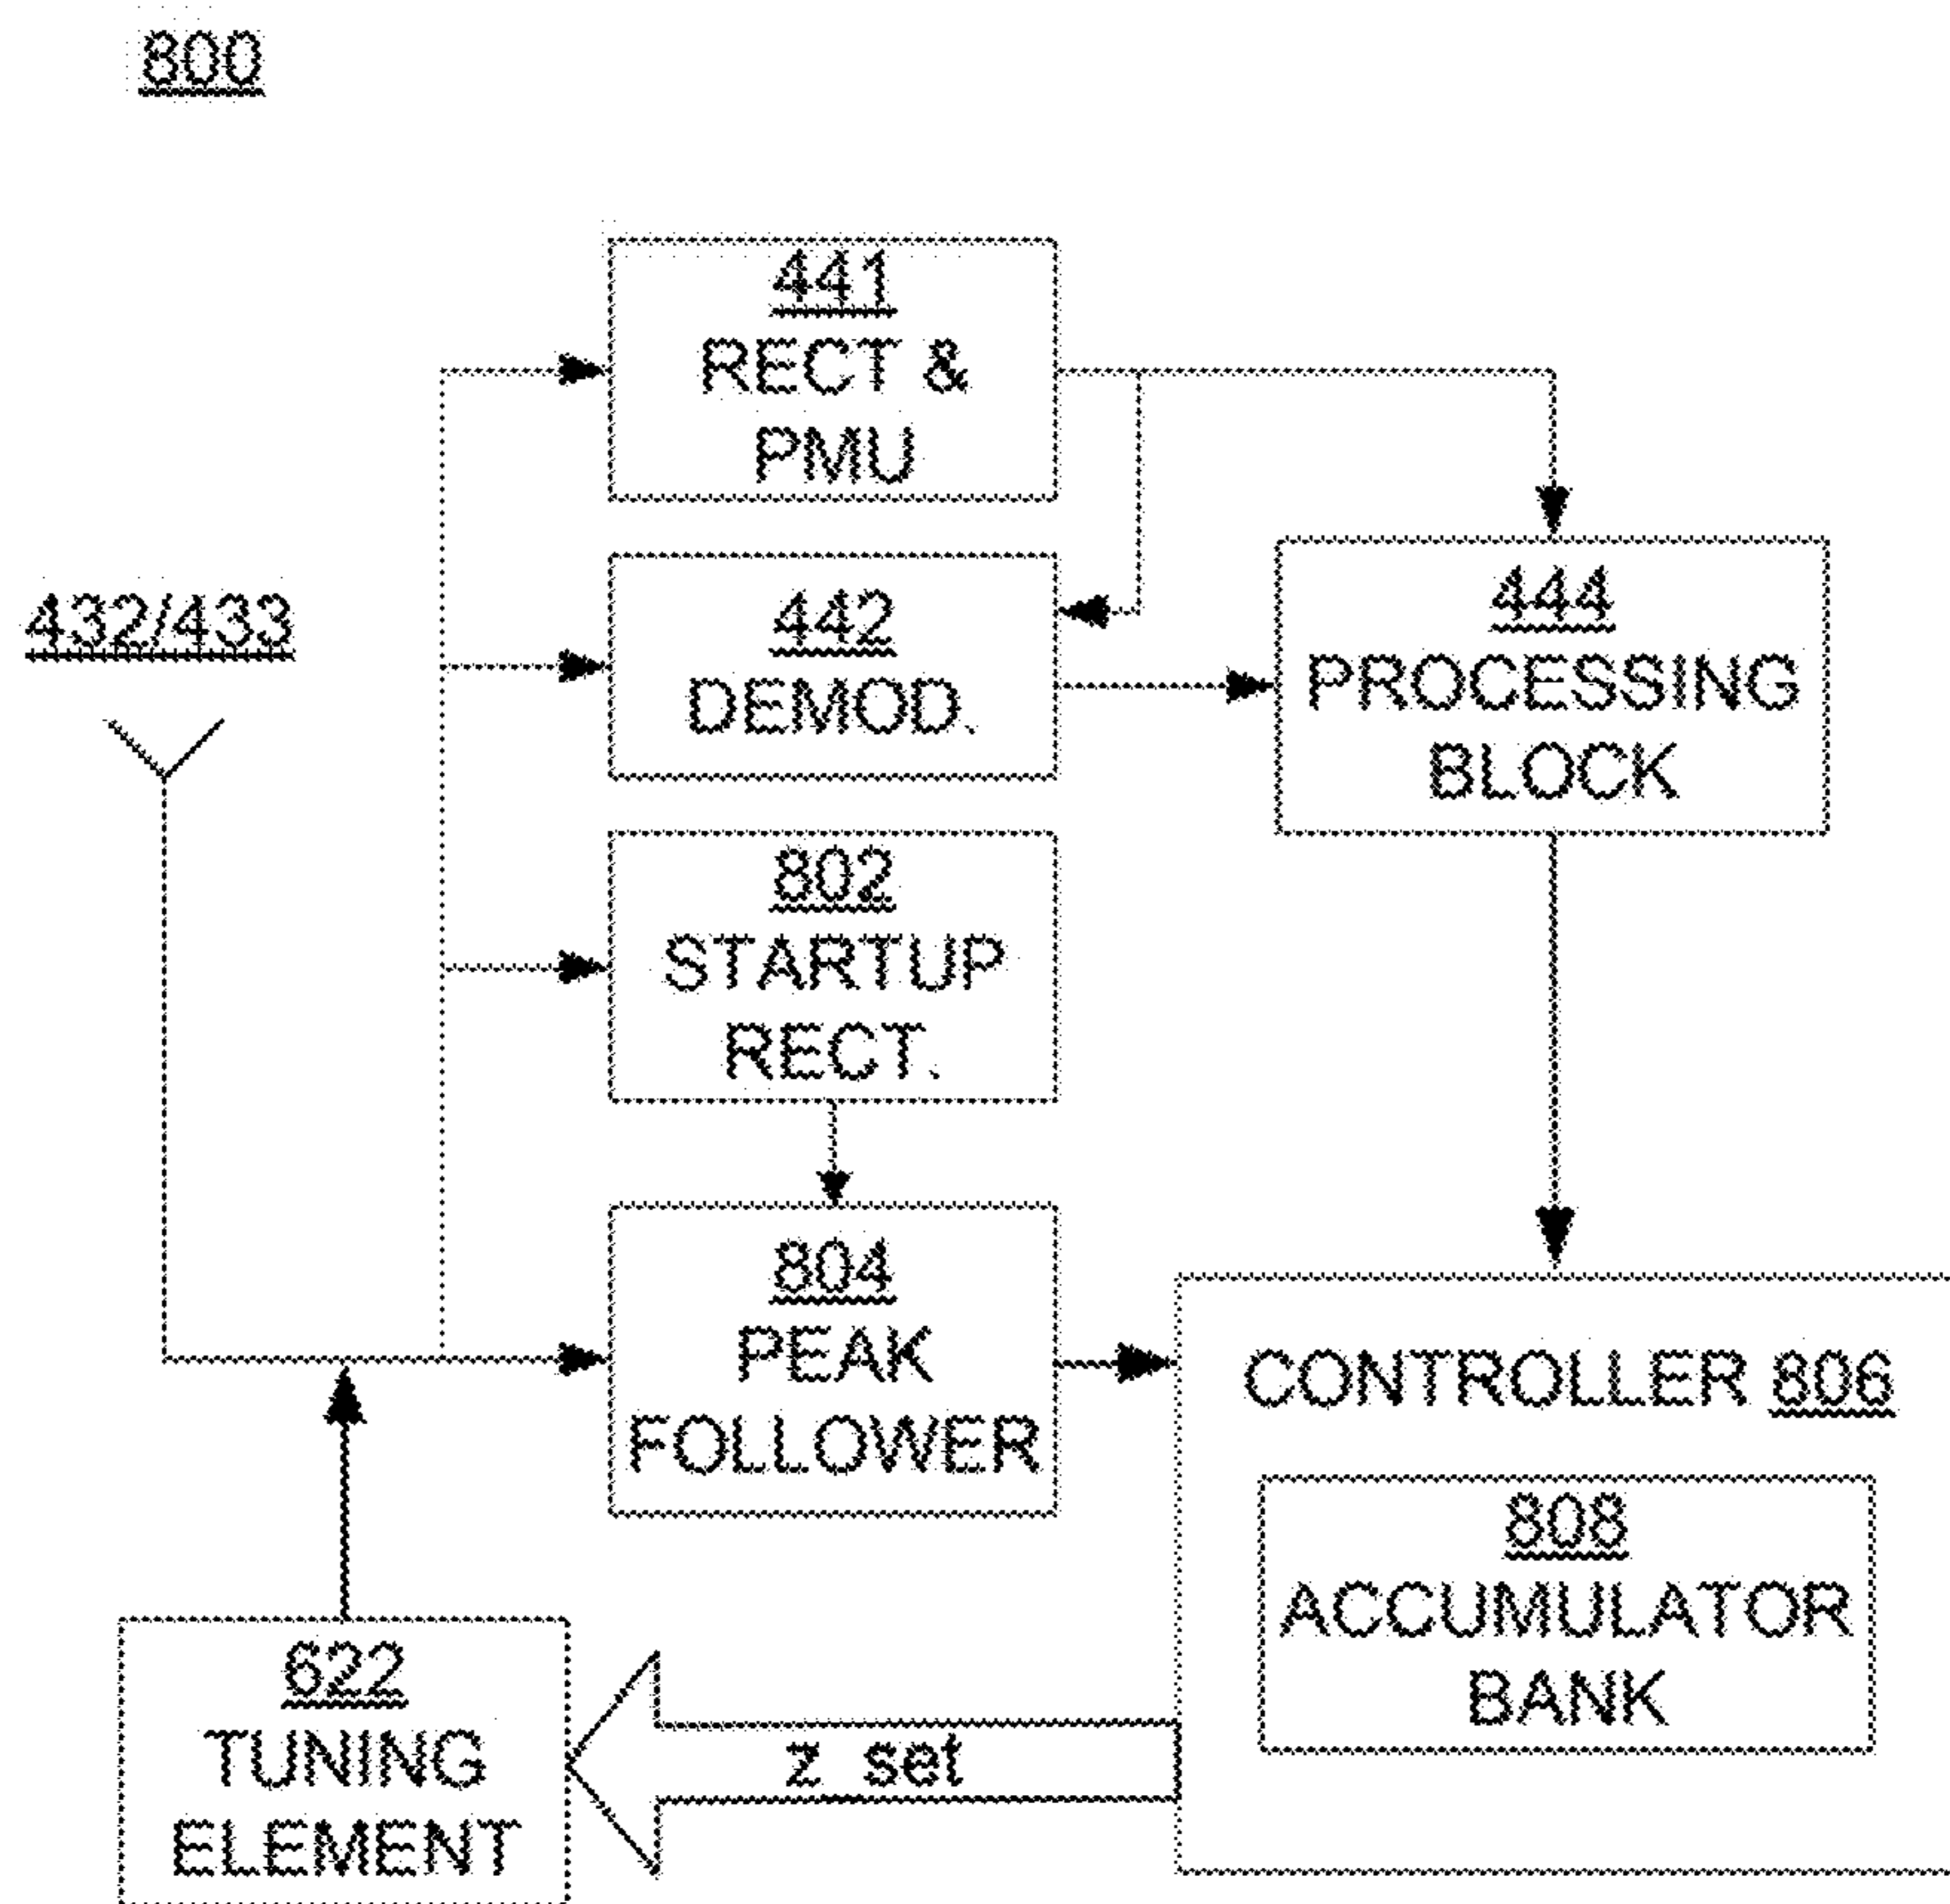 800
441
RECT &
PMU
432/433
442
DEMOD.
444
PROCESSING
BLOCK
802
STARTUP
RECT.
804
PEAK
FOLLOWER
CONTROLLER 806
808
ACCUMULATOR
BANK
622
TUNING
ELEMENT
z_set